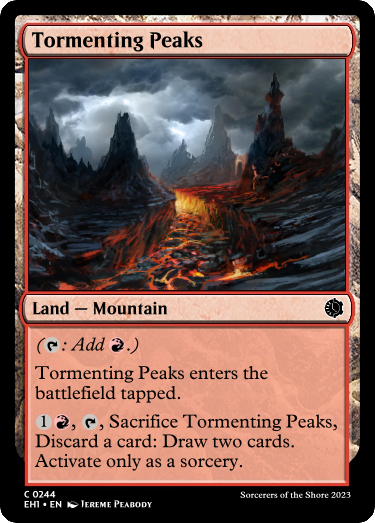 Tormenting Peaks
Land — Mountain
(: Add .)
Tormenting Peaks enters the
battlefield tapped.
1 , , Sacrifice Tormenting Peaks,
Discard a card: Draw two cards.
Activate only as a sorcery.
C 0244
EH1 • EN Jereme Peabody
Sorcerers of the Shore 2023